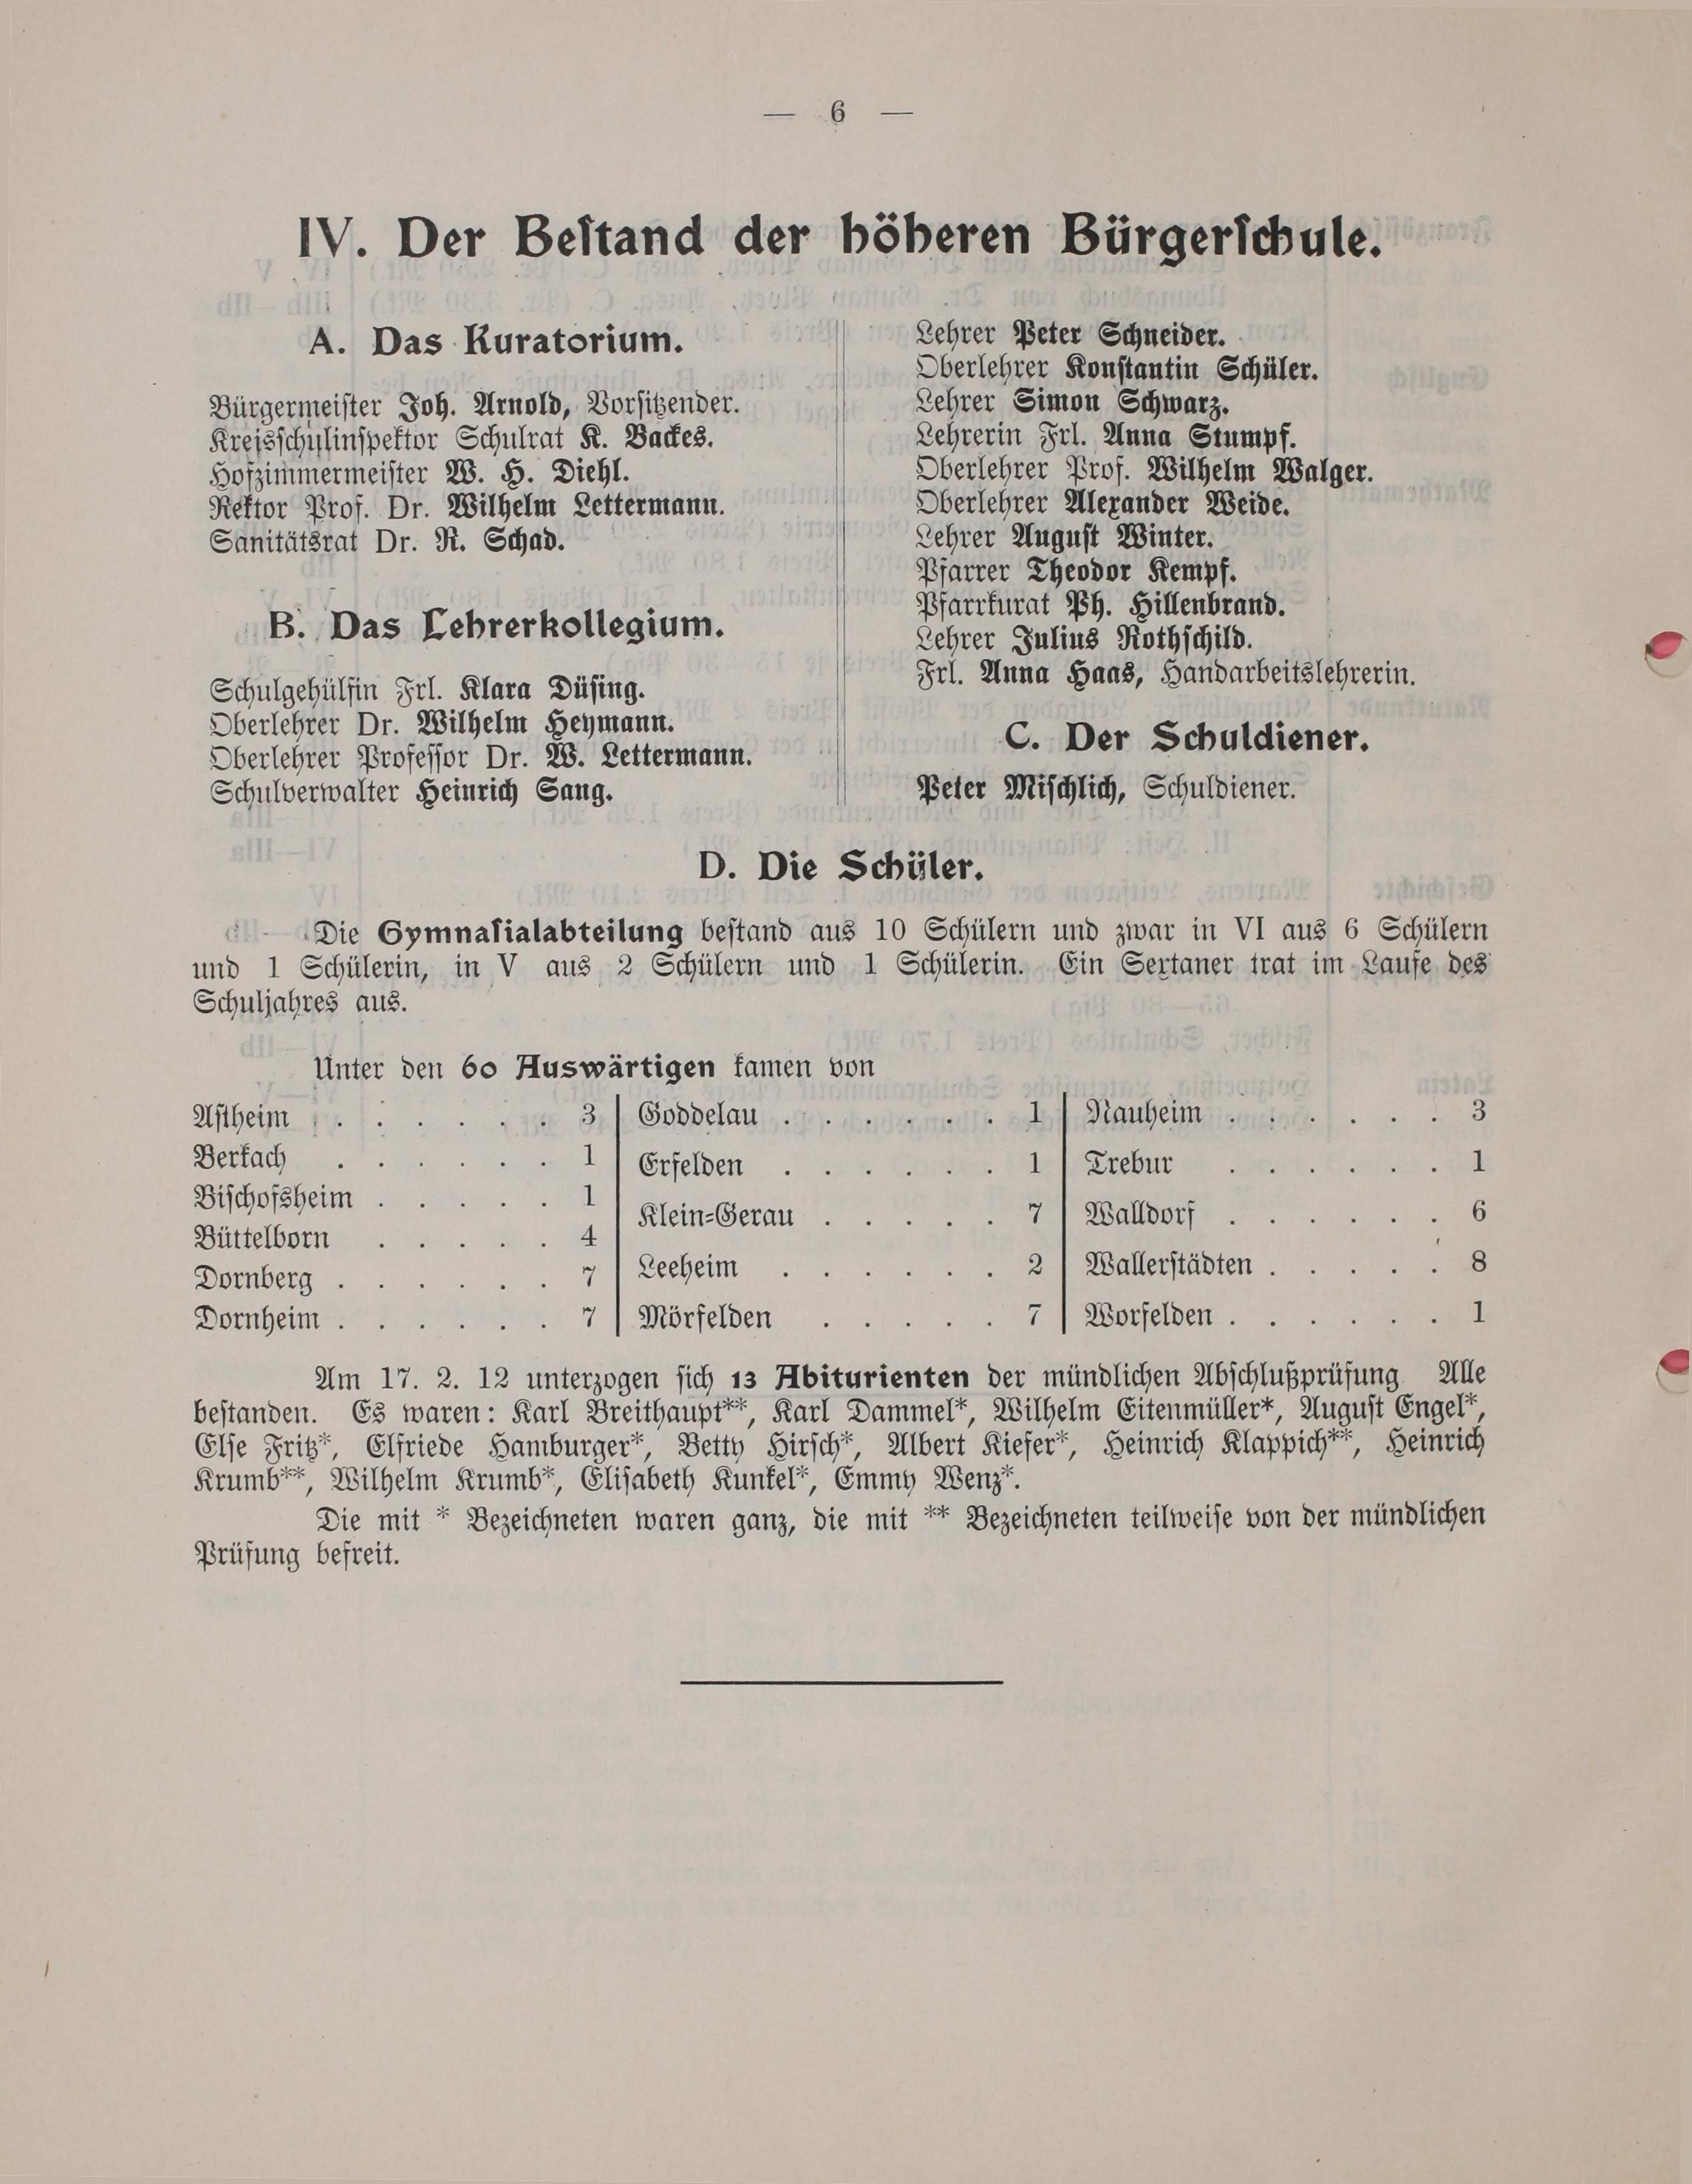 — 6 —
IV. Der Beſtand der höheren Bürgerſchule.
A. Das Kuratorium.
Bürgermeiſter Joh. Arnold, Vorſitzender.
Kreisſchulinſpektor Schulrat K. Backes.
Hofzimmermeiſter W. H. Diehl.
Rektor Prof. Dr. Wilhelm Lettermann.
Sanitätsrat Dr. R. Schad.
B. Das Lehrerkollegium.
Schulgehülfin Frl. Klara Düſing.
Oberlehrer Dr. Wilhelm Heymann.
Oberlehrer Profeſſor Dr. W. Lettermann.
Schulverwalter Heinrich Sang.
Lehrer Peter Schneider.
Oberlehrer Konſtantin Schüler.
Lehrer Simon Schwarz.
Lehrerin Frl. Anna Stumpf.
Oberlehrer Prof. Wilhelm Walger.
Oberlehrer Alexander Weide.
Lehrer Auguſt Winter.
Pfarrer Theodor Kempf.
Pfarrkurat Ph. Hillenbrand.
Lehrer Julius Rothſchild.
Frl. Anna Haas, Handarbeitslehrerin.
C. Der Schuldiener.
Peter Miſchlich, Schuldiener.
D. Die Schüler.
Die Gymnaſialabteilung beſtand aus 10 Schülern und zwar in VI aus 6 Schülern
und 1 Schülerin, in V aus 2 Schülern und 1 Schülerin. Ein Sextaner trat im Laufe des
Schuljahres aus.
Unter den 60 Auswärtigen kamen von
Aſtheim . . . . . . 3
Berkach . . . . . . 1
Biſchofsheim . . . . . 1
Büttelborn . . . . . 4
Dornberg . . . . . . 7
Dornheim . . . . . . 7
Goddelau . . . . . . 1
Erfelden . . . . . . 1
Klein-Gerau . . . . . 7
Leeheim . . . . . . 2
Mörfelden . . . . . 7
Nauheim . . . . . . 3
Trebur . . . . . . 1
Walldorf . . . . . . 6
Wallerſtädten . . . . . 8
Worfelden . . . . . . 1
Am 17. 2. 12 unterzogen ſich 13 Abiturienten der mündlichen Abſchlußprüfung Alle
beſtanden. Es waren: Karl Breithaupt**, Karl Dammel*, Wilhelm Eitenmüller*, Auguſt Engel*,
Elſe Fritz*, Elfriede Hamburger*, Betty Hirſch*, Albert Kiefer*, Heinrich Klappich**, Heinrich
Krumb**, Wilhelm Krumb*, Eliſabeth Kunkel*, Emmy Wenz*.
Die mit * Bezeichneten waren ganz, die mit ** Bezeichneten teilweiſe von der mündlichen
Prüfung befreit.